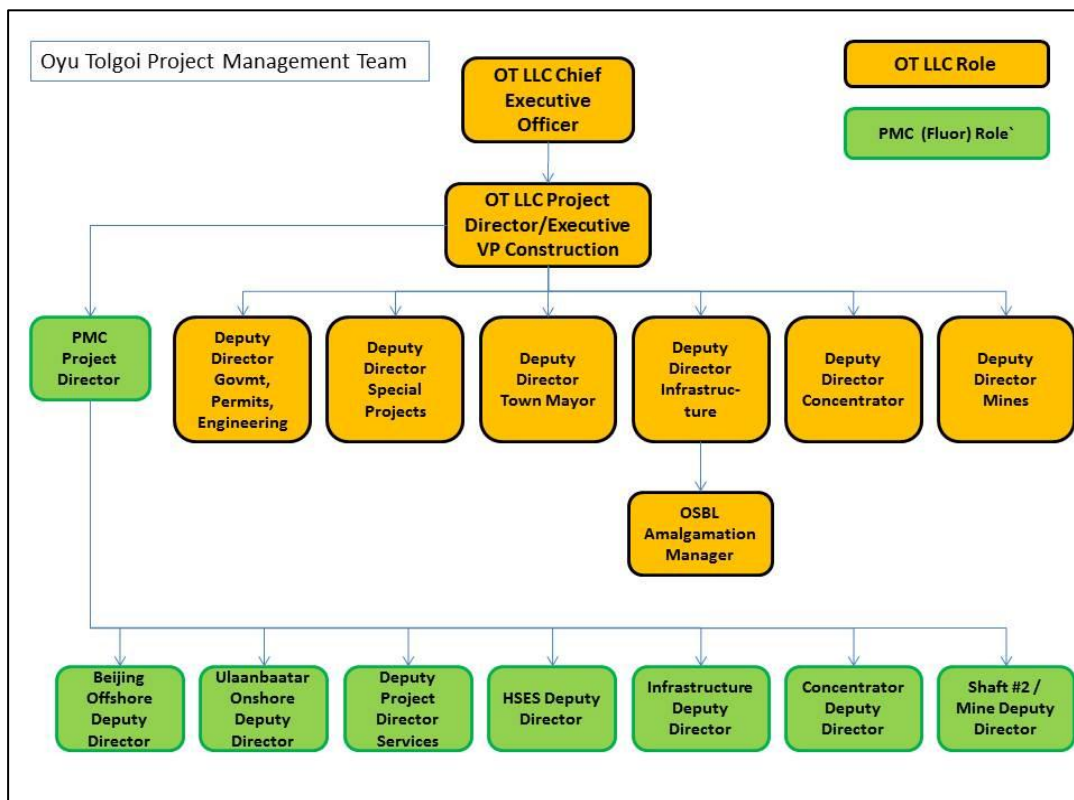 Oyu Tolgoi Project Management Team
OT LLC Chief
Executive
Officer
OT LLC Role
PMC (Fluor) Role`
OT LLC Project
Director/Executive
VP Construction
PMC
Project
Director
Deputy
Director
Govmt,
Permits,
Engineering
Deputy
Director
Special
Projects
Deputy
Director
Town Mayor
Deputy
Director
Infrastruc-
ture
Deputy
Director
Concentrator
Deputy
Director
Mines
OSBL
Amalgamation
Manager
Beijing
Offshore
Deputy
Director
Ulaanbaatar
Onshore
Deputy
Director
Deputy
Project
Director
Services
HSES Deputy
Director
Infrastructure
Deputy
Director
Concentrator
Deputy
Director
Shaft #2 /
Mine Deputy
Director